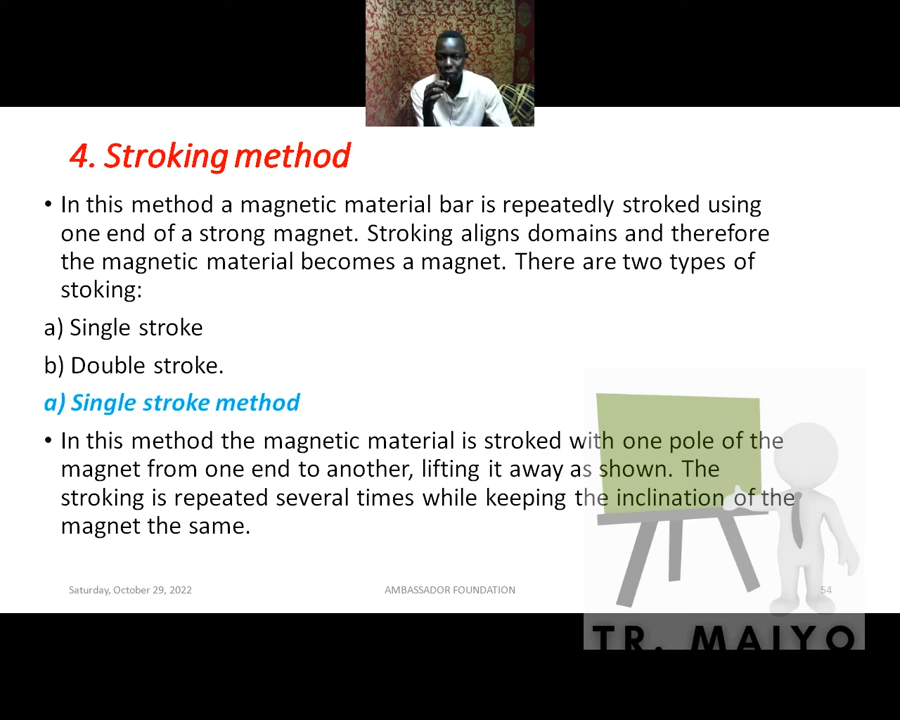 4. Stroking method
• In this method a magnetic material bar is repeatedly stroked using
one end of a strong magnet. Stroking aligns domains and therefore
the magnetic material becomes a magnet. There are two types of
stoking:
a) Single stroke
b) Double stroke.
a) Single stroke method
• In this method the magnetic material is stroked with one pole of the
magnet from one end to another, lifting it away as shown. The
stroking is repeated several times while keeping the inclination of the
magnet the same.
Saturday, October 29, 2022 AMBASSADOR FOUNDATION 54
TR. MAIYO